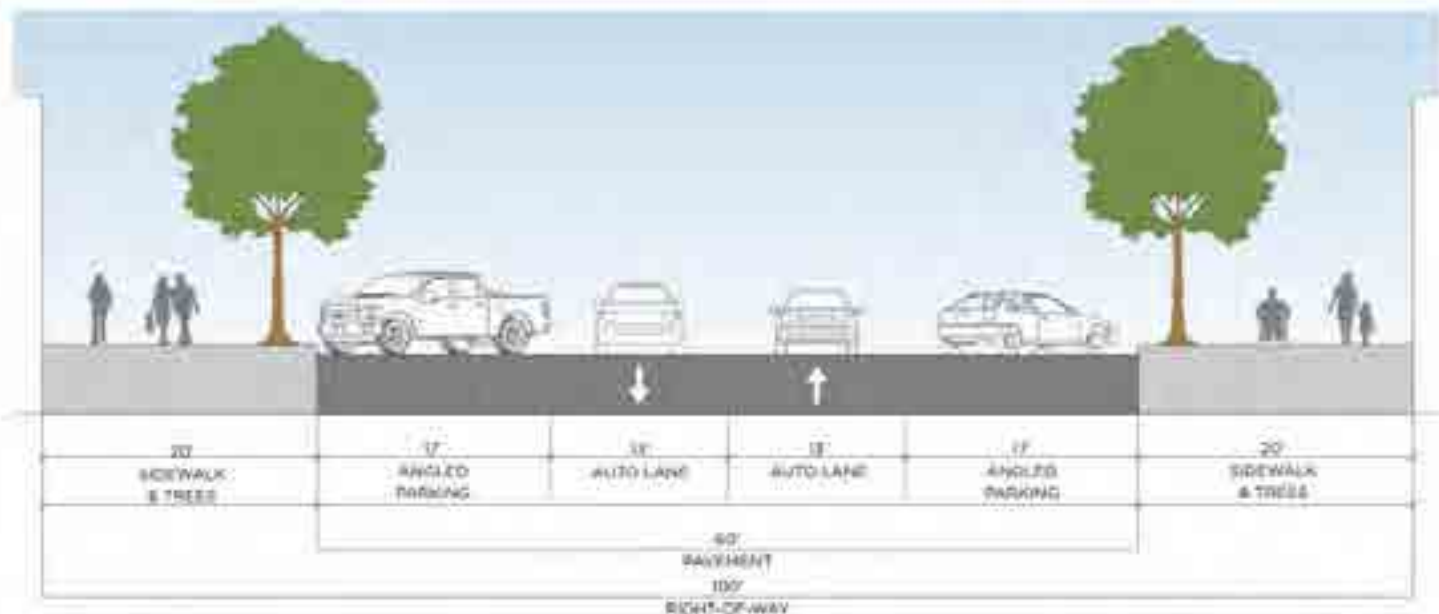 20'
SIDEWALK
& TREES
17'
ANGLED
PARKING
13'
AUTO LANE
13'
AUTO LANE
17'
ANGLED
PARKING
20'
SIDEWALK
& TREES
60'
PAVEMENT
100'
RIGHT-OF-WAY